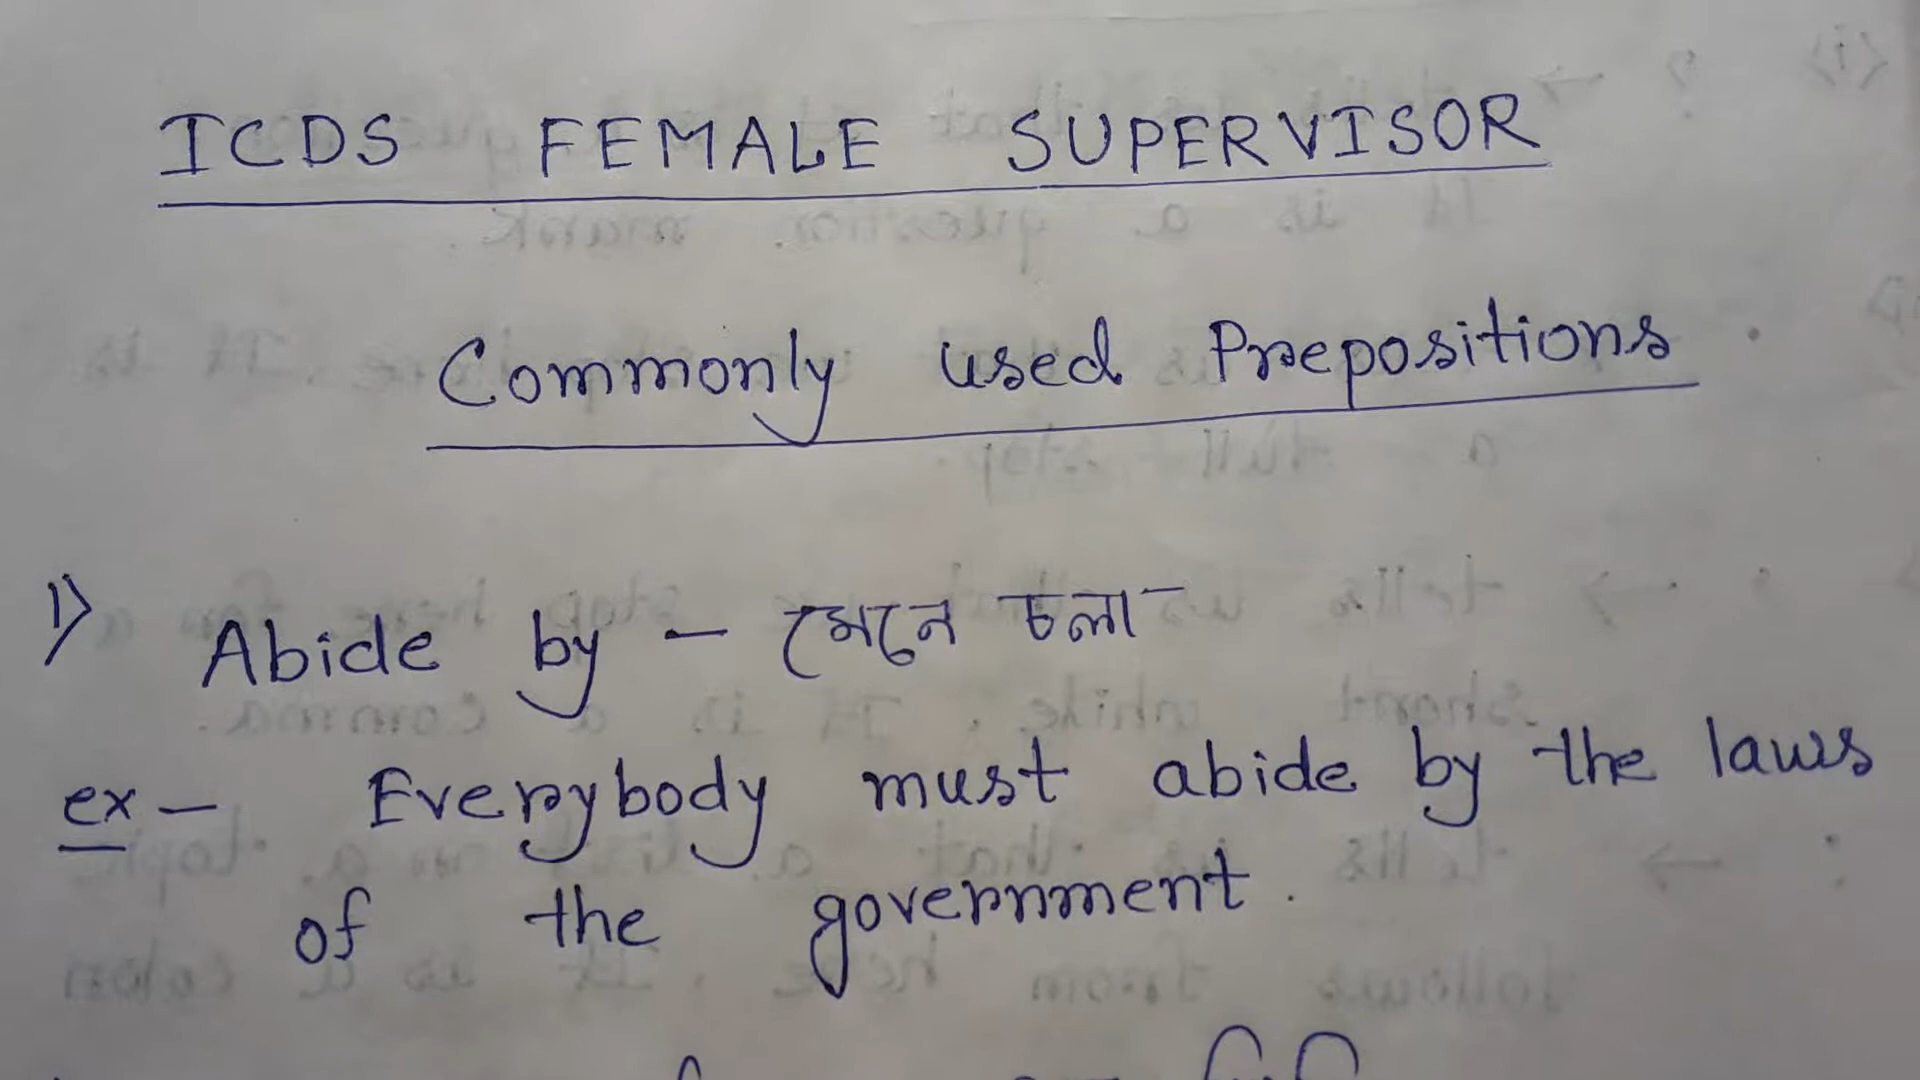 ICDS FEMALE SUPERVISOR
Commonly used Prepositions.
1) Abide by - মেনে চলা
ex - Everybody must abide by the laws
of the government.